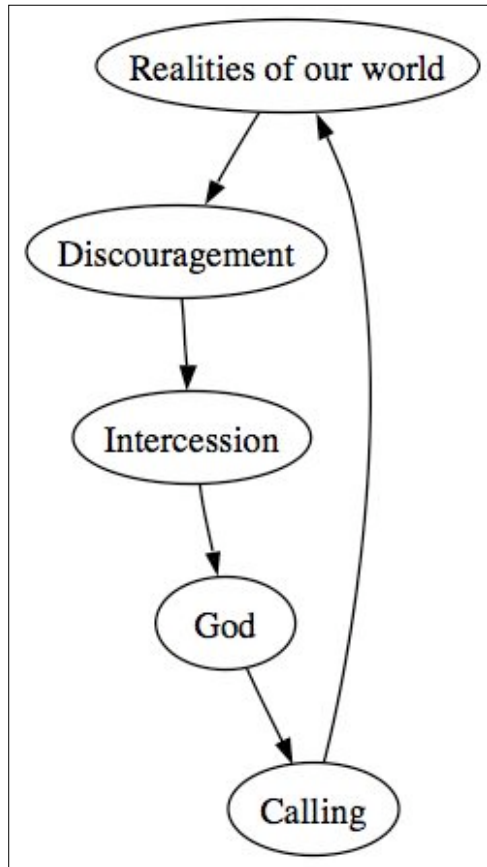 Realities of our world
Discouragement
Intercession
God
Calling